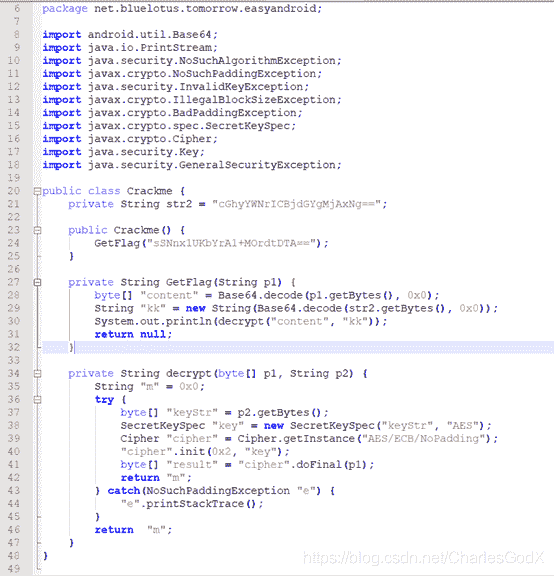 6 package net.bluelotus.tomorrow.easyandroid;
7
8 import android.util.Base64;
9 import java.io.PrintStream;
10 import java.security.NoSuchAlgorithmException;
11 import javax.crypto.NoSuchPaddingException;
12 import java.security.InvalidKeyException;
13 import javax.crypto.IllegalBlockSizeException;
14 import javax.crypto.BadPaddingException;
15 import javax.crypto.spec.SecretKeySpec;
16 import javax.crypto.Cipher;
17 import java.security.Key;
18 import java.security.GeneralSecurityException;
19
20 public class Crackme {
21 private String str2 = "cGhyYWNrICBjdGYgMjAxNg==";
22
23 public Crackme() {
24 GetFlag("sSNnx1UKbYrA1+MOrdtDTA==");
25 }
26
27 private String GetFlag(String p1) {
28 byte[] "content" = Base64.decode(p1.getBytes(), 0x0);
29 String "kk" = new String(Base64.decode(str2.getBytes(), 0x0));
30 System.out.println(decrypt("content", "kk"));
31 return null;
32 }
33
34 private String decrypt(byte[] p1, String p2) {
35 String "m" = 0x0;
36 try {
37 byte[] "keyStr" = p2.getBytes();
38 SecretKeySpec "key" = new SecretKeySpec("keyStr", "AES");
39 Cipher "cipher" = Cipher.getInstance("AES/ECB/NoPadding");
40 "cipher".init(0x2, "key");
41 byte[] "result" = "cipher".doFinal(p1);
42 return "m";
43 } catch(NoSuchPaddingException "e") {
44 "e".printStackTrace();
45 }
46 return "m";
47 }
48 }
49
https://blog.csdn.net/CharlesGodX